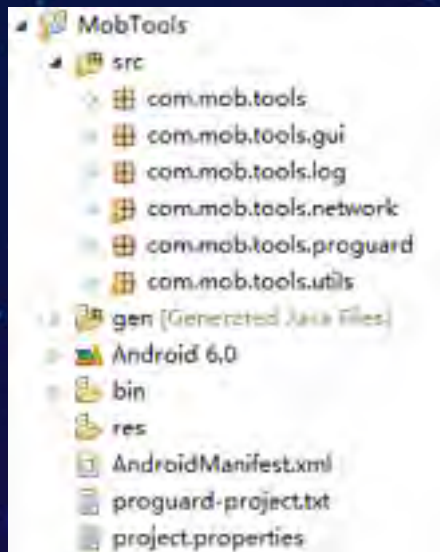 MobTools
src
com.mob.tools
com.mob.tools.gui
com.mob.tools.log
com.mob.tools.network
com.mob.tools.proguard
com.mob.tools.utils
gen [Generated Java Files]
Android 6.0
bin
res
AndroidManifest.xml
proguard-project.txt
project.properties